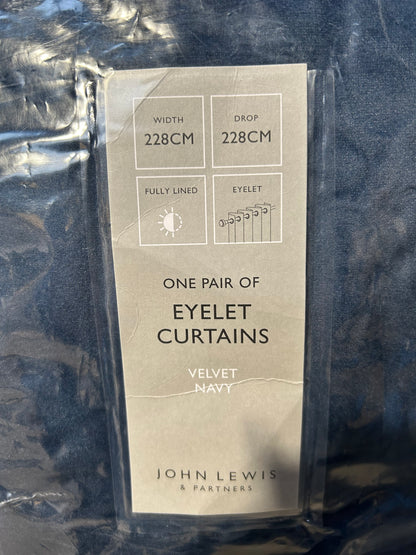 WIDTH
228CM
DROP
228CM
FULLY LINED
EYELET
ONE PAIR OF
EYELET
CURTAINS
VELVET
NAVY
JOHN LEWIS
& PARTNERS